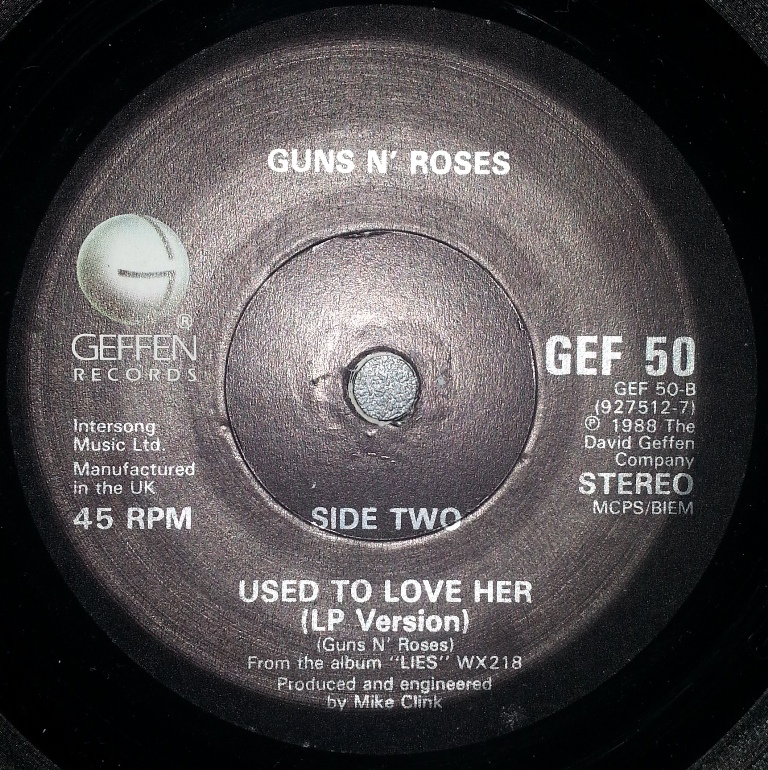 GUNS N' ROSES
®
GEFFEN
RECORDS
Intersong
Music Ltd.
Manufactured
in the UK
45 RPM
GEF 50
GEF 50-B
(927512-7)
℗ 1988 The
David Geffen
Company
STEREO
MCPS/BIEM
SIDE TWO
USED TO LOVE HER
(LP Version)
(Guns N' Roses)
From the album "LIES" WX218
Produced and engineered
by Mike Clink